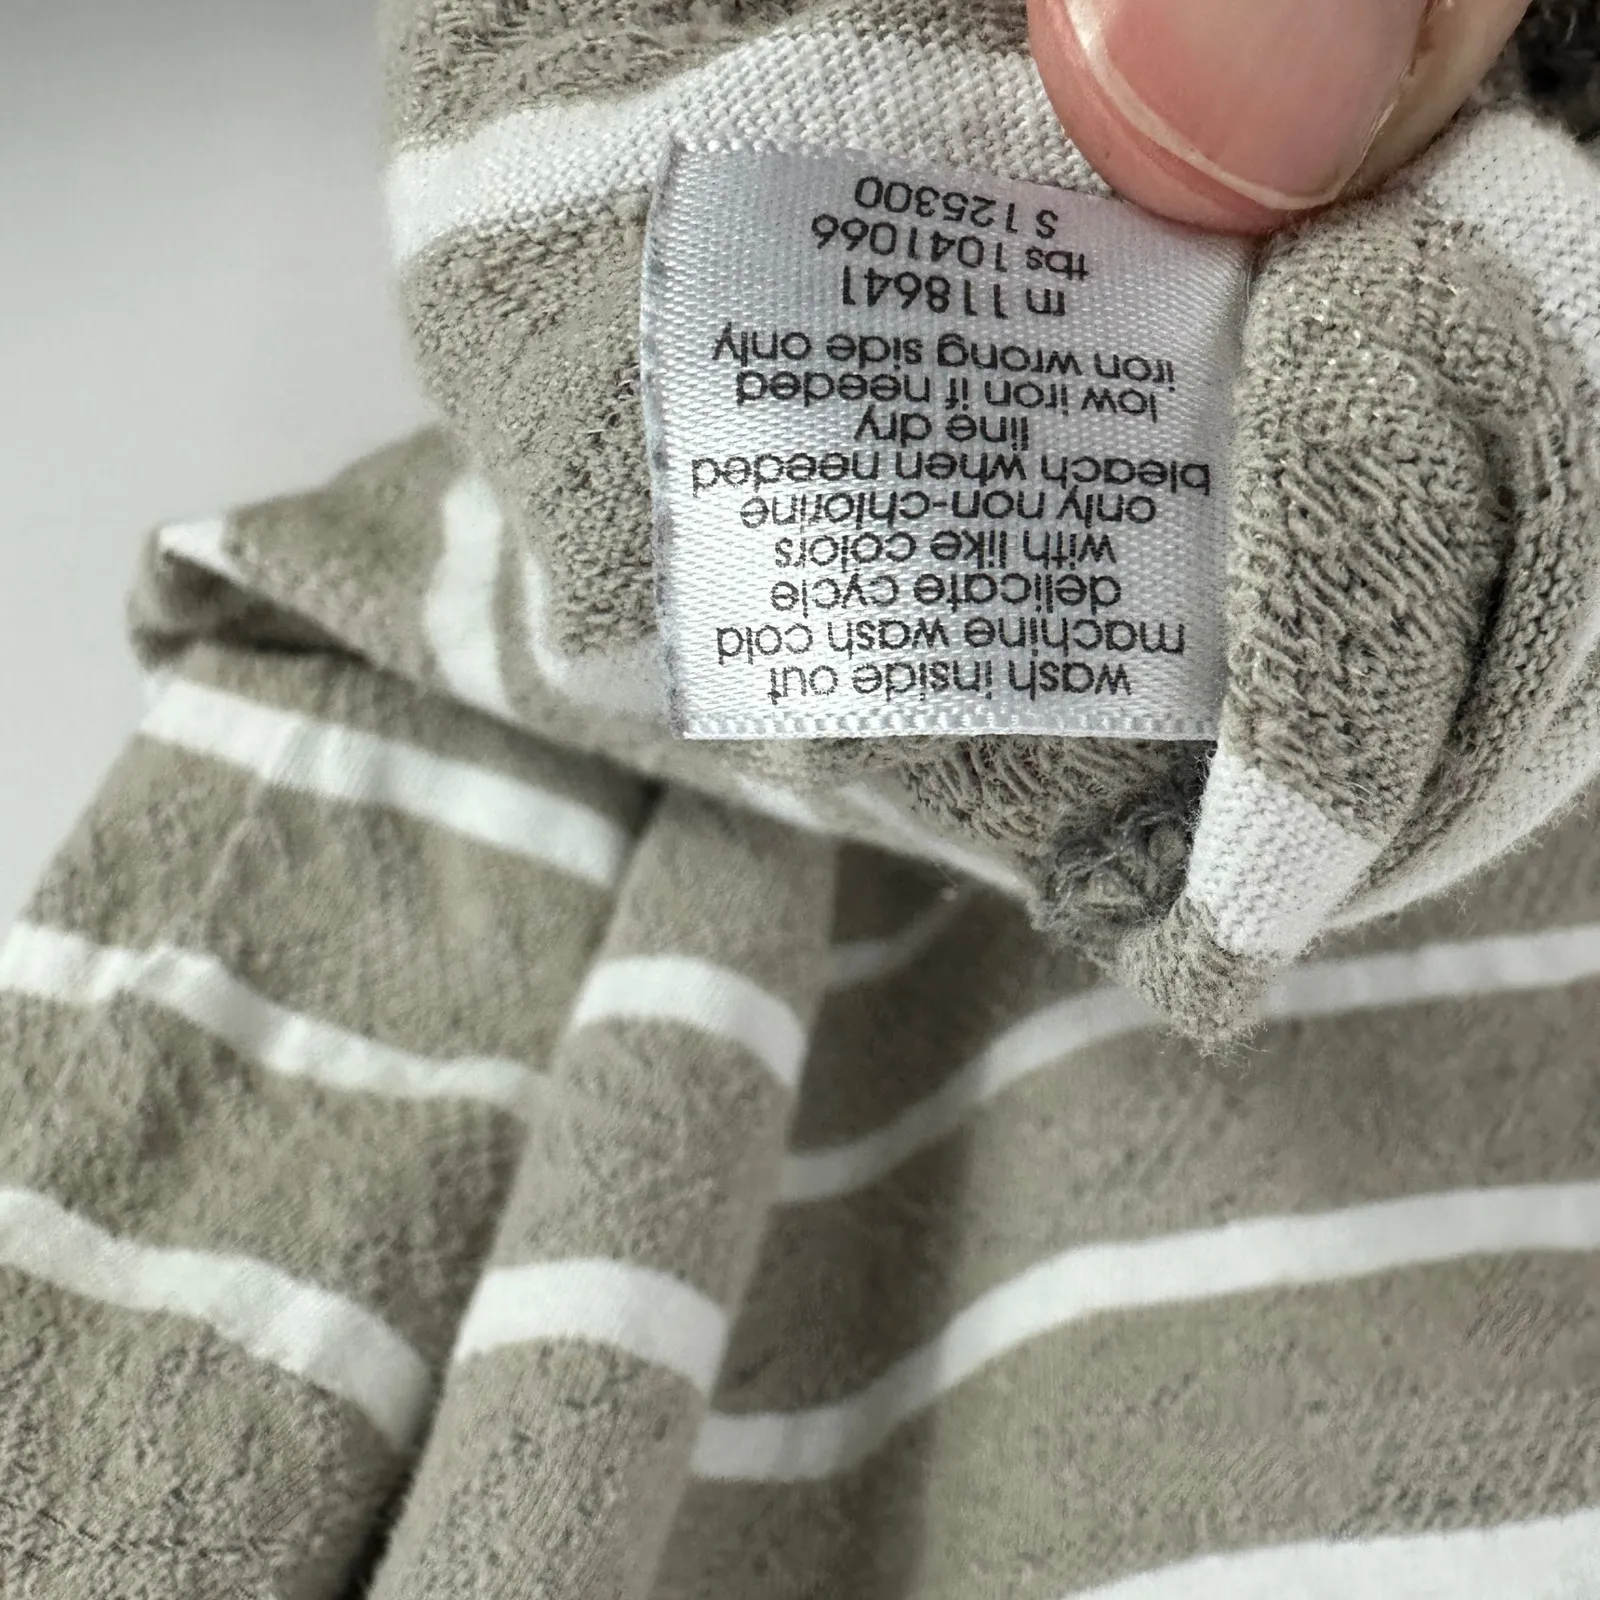 wash inside out
machine wash cold
delicate cycle
with like colors
only non-chlorine
bleach when needed
line dry
low iron if needed
iron wrong side only
m 118641
tbs 1041066
S 125300